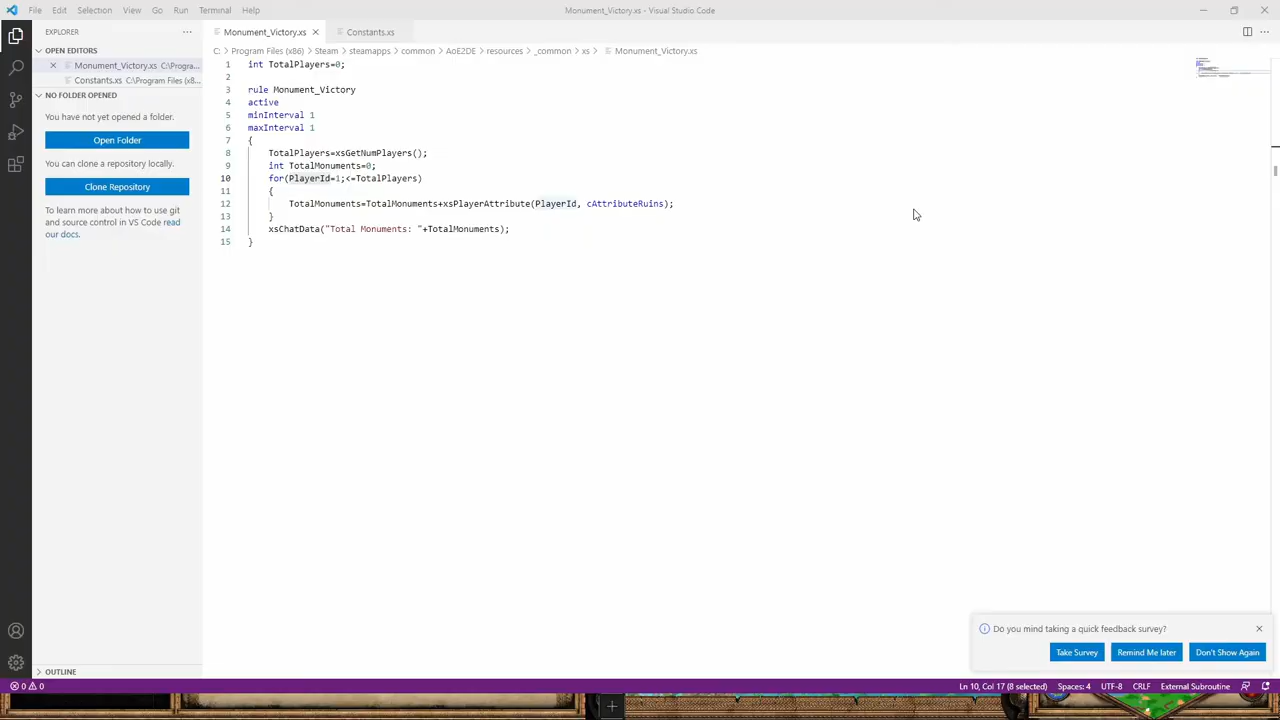 File Edit Selection View Go Run Terminal Help
Monument_Victory.xs - Visual Studio Code
EXPLORER
OPEN EDITORS
Monument_Victory.xs C:\Progra...
Constants.xs C:\Program Files (x8...
NO FOLDER OPENED
You have not yet opened a folder.
Open Folder
You can clone a repository locally.
Clone Repository
To learn more about how to use git
and source control in VS Code read
our docs.
OUTLINE
Monument_Victory.xs Constants.xs
C: > Program Files (x86) > Steam > steamapps > common > AoE2DE > resources > _common > xs > Monument_Victory.xs
1 int TotalPlayers=0;
2
3 rule Monument_Victory
4 active
5 minInterval 1
6 maxInterval 1
7 {
8 TotalPlayers=xsGetNumPlayers();
9 int TotalMonuments=0;
10 for(PlayerId=1;<=TotalPlayers)
11 {
12 TotalMonuments=TotalMonuments+xsPlayerAttribute(PlayerId, cAttributeRuins);
13 }
14 xsChatData("Total Monuments: "+TotalMonuments);
15 }
Do you mind taking a quick feedback survey?
Take Survey Remind Me later Don't Show Again
0 0 Ln 10, Col 17 (8 selected) Spaces: 4 UTF-8 CRLF External Subroutine